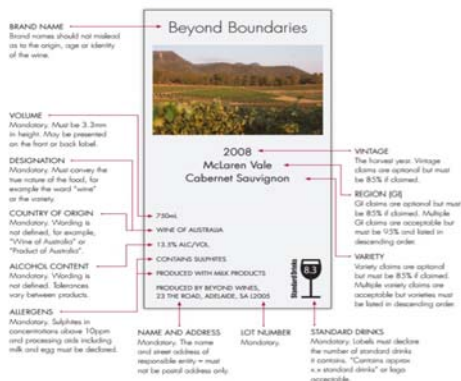 Beyond Boundaries
BRAND NAME
Brand names should not mislead
as to the origin, age or identity
of the wine.
VOLUME
Mandatory. Must be 3.3mm
in height. May be presented
on the front or back label.
DESIGNATION
Mandatory. Must convey the
true nature of the food, for
example the word "wine"
or the variety.
COUNTRY OF ORIGIN
Mandatory. Wording is
not defined, for example,
"Wine of Australia" or
"Product of Australia".
ALCOHOL CONTENT
Mandatory. Wording is
not defined. Tolerances
vary between products.
ALLERGENS
Mandatory. Sulphites in
concentrations above 10ppm
and processing aids including
milk and egg must be declared.
2008
McLaren Vale
Cabernet Sauvignon
750mL
WINE OF AUSTRALIA
13.5% ALC/VOL
CONTAINS SULPHITES
PRODUCED WITH MILK PRODUCTS
PRODUCED BY BEYOND WINES,
23 THE ROAD, ADELAIDE, SA L2005
Standard Drinks
8.3
VINTAGE
The harvest year. Vintage
claims are optional but must
be 85% if claimed.
REGION (GI)
GI claims are optional but must
be 85% if claimed. Multiple
GI claims are acceptable but
must be 95% and listed in
descending order.
VARIETY
Variety claims are optional
but must be 85% if claimed.
Multiple variety claims are
acceptable but varieties must
be listed in descending order.
NAME AND ADDRESS
Mandatory. The name
and street address of
responsible entity – must
not be postal address only.
LOT NUMBER
Mandatory.
STANDARD DRINKS
Mandatory. Labels must declare
the number of standard drinks
it contains. "Contains approx
x.x standard drinks" or logo
acceptable.